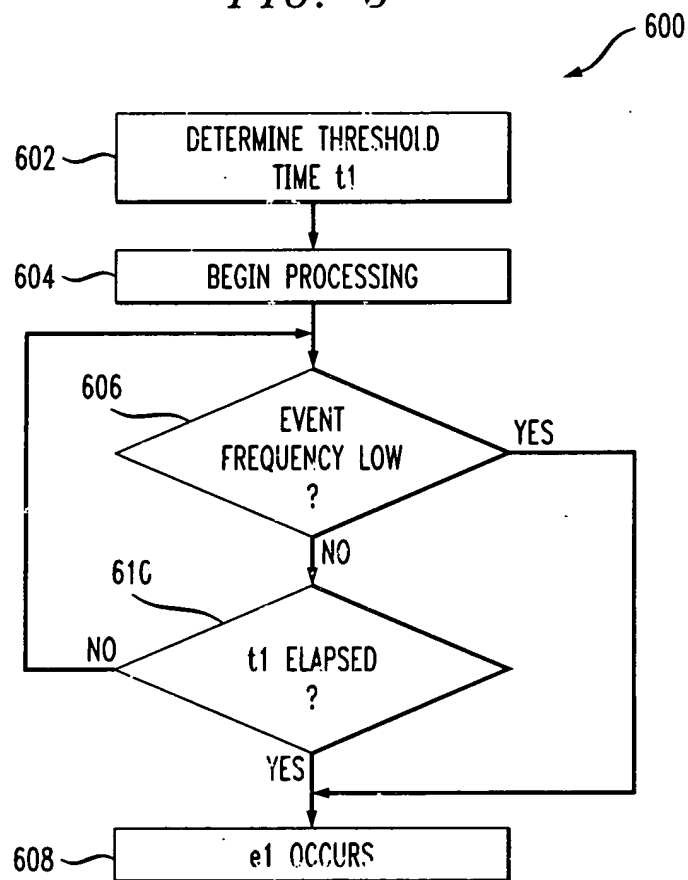 600
602
DETERMINE THRESHOLD
TIME t1
604
BEGIN PROCESSING
606
EVENT
FREQUENCY LOW
?
YES
NO
610
t1 ELAPSED
?
NO
YES
608
e1 OCCURS